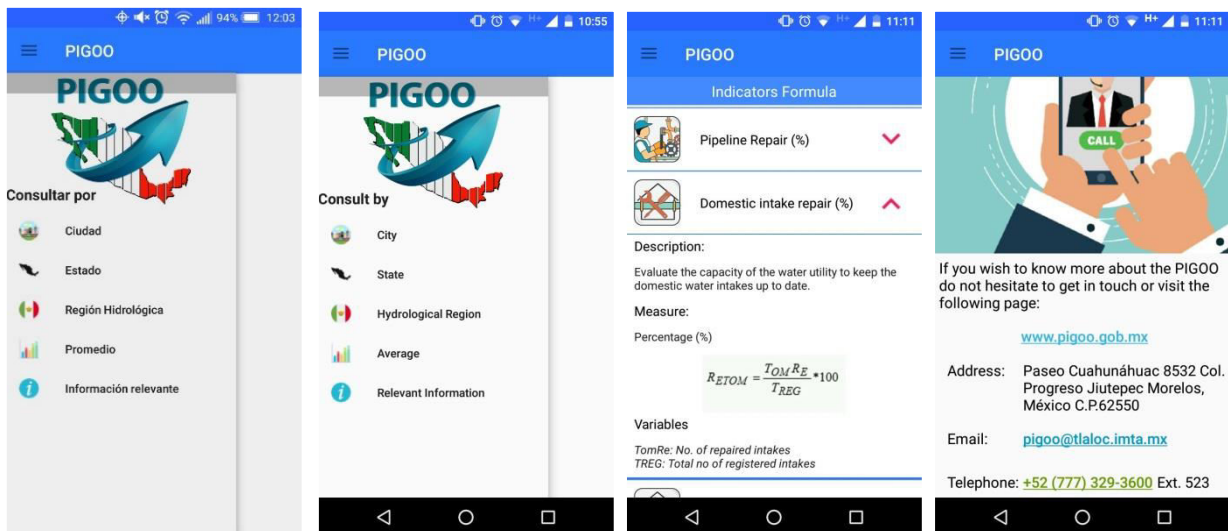 94% 12:03
PIGOO
PIGOO
Consultar por
Ciudad
Estado
Región Hidrológica
Promedio
Información relevante
H+ 10:55
PIGOO
PIGOO
Consult by
City
State
Hydrological Region
Average
Relevant Information
H+ 11:11
PIGOO
Indicators Formula
Pipeline Repair (%)
Domestic intake repair (%)
Description:
Evaluate the capacity of the water utility to keep the
domestic water intakes up to date.
Measure:
Percentage (%)
R_ETOM = T_OM R_E / T_REG *100
Variables
TomRe: No. of repaired intakes
TREG: Total no of registered intakes
H+ 11:11
PIGOO
CALL
If you wish to know more about the PIGOO
do not hesitate to get in touch or visit the
following page:
www.pigoo.gob.mx
Address: Paseo Cuahunáhuac 8532 Col.
Progreso Jiutepec Morelos,
México C.P.62550
Email: pigoo@tlaloc.imta.mx
Telephone: +52 (777) 329-3600 Ext. 523